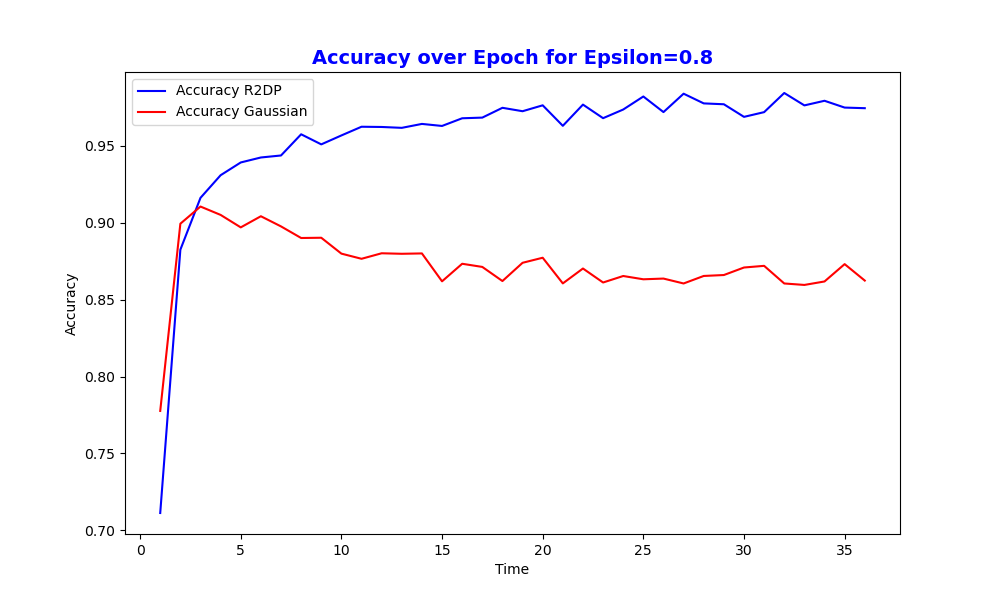 Accuracy over Epoch for Epsilon=0.8
Accuracy R2DP
Accuracy Gaussian
0.95
0.90
0.85
0.80
0.75
0.70
Accuracy
0
5
10
15
20
25
30
35
Time